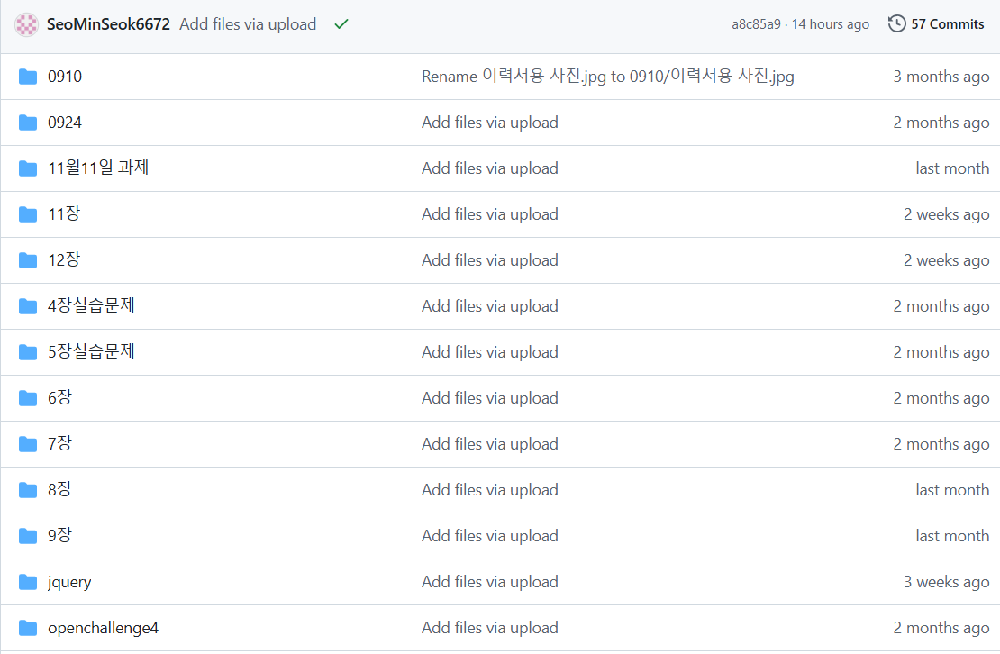 SeoMinSeok6672 Add files via upload a8c85a9 · 14 hours ago 57 Commits
0910 Rename 이력서용 사진.jpg to 0910/이력서용 사진.jpg 3 months ago
0924 Add files via upload 2 months ago
11월11일 과제 Add files via upload last month
11장 Add files via upload 2 weeks ago
12장 Add files via upload 2 weeks ago
4장실습문제 Add files via upload 2 months ago
5장실습문제 Add files via upload 2 months ago
6장 Add files via upload 2 months ago
7장 Add files via upload 2 months ago
8장 Add files via upload last month
9장 Add files via upload last month
jquery Add files via upload 3 weeks ago
openchallenge4 Add files via upload 2 months ago